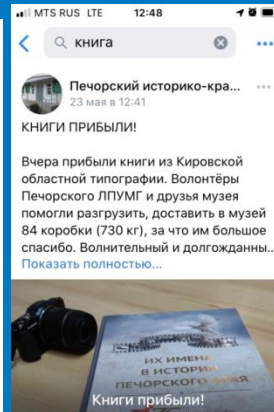 MTS RUS LTE 12:48
книга
Печорский историко-кра...
23 мая в 12:41
КНИГИ ПРИБЫЛИ!
Вчера прибыли книги из Кировской
областной типографии. Волонтёры
Печорского ЛПУМГ и друзья музея
помогли разгрузить, доставить в музей
84 коробки (730 кг), за что им большое
спасибо. Волнительный и долгожданны...
Показать полностью...
ИХ ИМЕНА
В ИСТОРИИ
ПЕЧОРСКОГО КРАЯ
Книги прибыли!